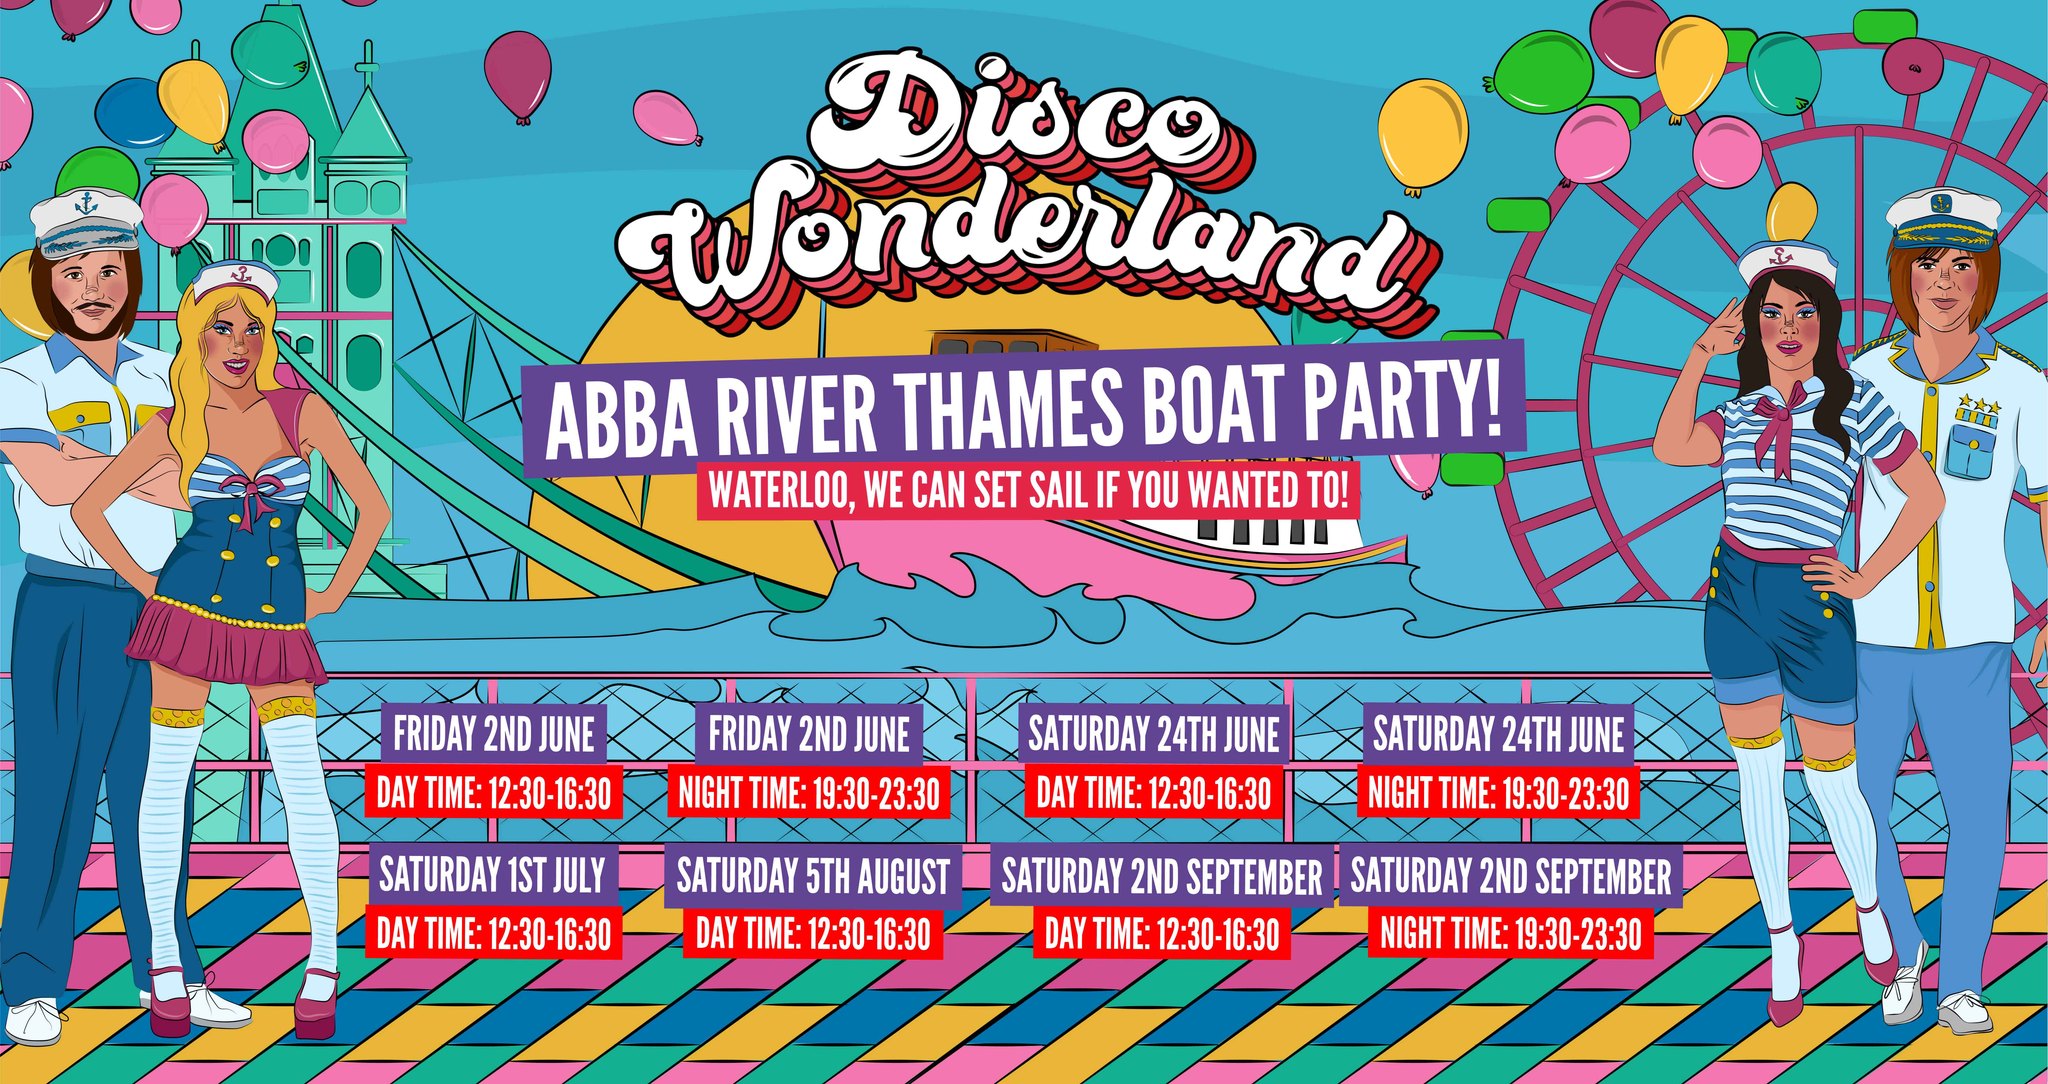 Disco
Wonderland
ABBA RIVER THAMES BOAT PARTY!
WATERLOO, WE CAN SET SAIL IF YOU WANTED TO!
FRIDAY 2ND JUNE
DAY TIME: 12:30-16:30
FRIDAY 2ND JUNE
NIGHT TIME: 19:30-23:30
SATURDAY 24TH JUNE
DAY TIME: 12:30-16:30
SATURDAY 24TH JUNE
NIGHT TIME: 19:30-23:30
SATURDAY 1ST JULY
DAY TIME: 12:30-16:30
SATURDAY 5TH AUGUST
DAY TIME: 12:30-16:30
SATURDAY 2ND SEPTEMBER
DAY TIME: 12:30-16:30
SATURDAY 2ND SEPTEMBER
NIGHT TIME: 19:30-23:30